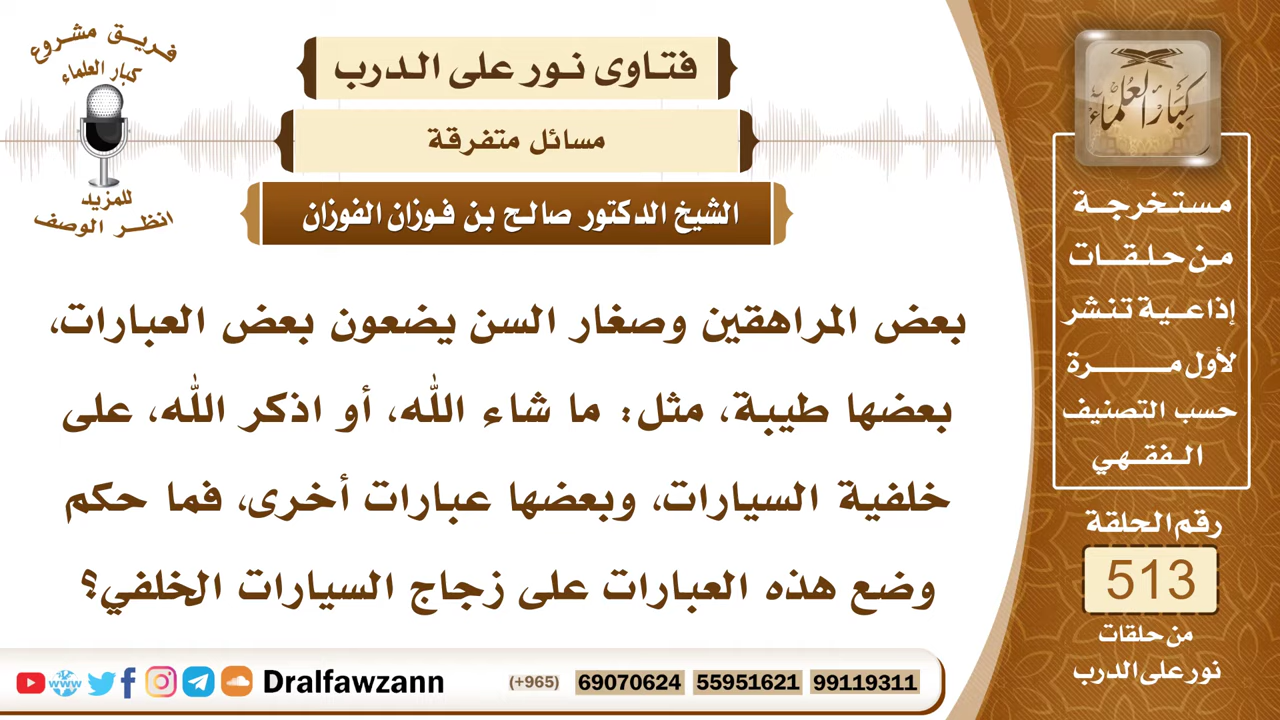 فريق مشروع
كبار العلماء
للمزيد
انظر الوصف
فتاوى نور على الدرب
مسائل متفرقة
الشيخ الدكتور صالح بن فوزان الفوزان
بعض المراهقين وصغار السن يضعون بعض العبارات،
بعضها طيبة، مثل: ما شاء الله، أو اذكر الله، على
خلفية السيارات، وبعضها عبارات أخرى، فما حكم
وضع هذه العبارات على زجاج السيارات الخلفي؟
كبار العلماء
مستخرجة
من حلقات
إذاعية تنشر
لأول مرة
حسب التصنيف
الفقهي
رقم الحلقة
513
من حلقات
نور على الدرب
www Dralfawzann (+965) 69070624 55951621 99119311